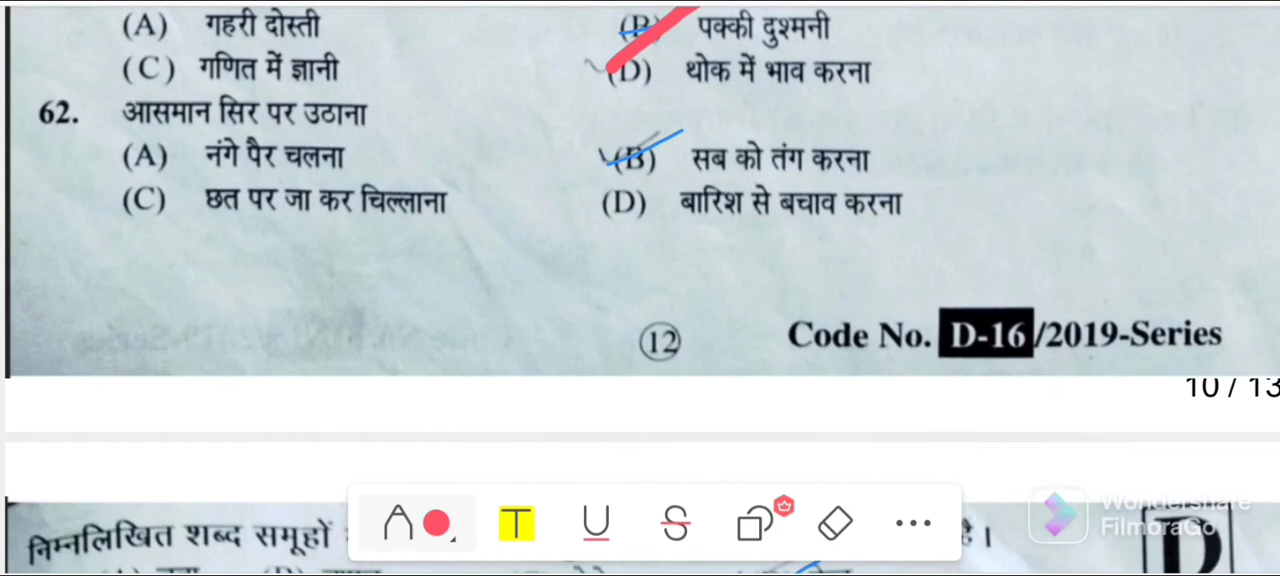 (A) गहरी दोस्ती (B) पक्की दुश्मनी
(C) गणित में ज्ञानी (D) थोक में भाव करना
62. आसमान सिर पर उठाना
(A) नंगे पैर चलना (B) सब को तंग करना
(C) छत पर जा कर चिल्लाना (D) बारिश से बचाव करना
12 Code No. D-16/2019-Series
10 / 13
Wondershare
FilmoraGo
निम्नलिखित शब्द समूहों है। D